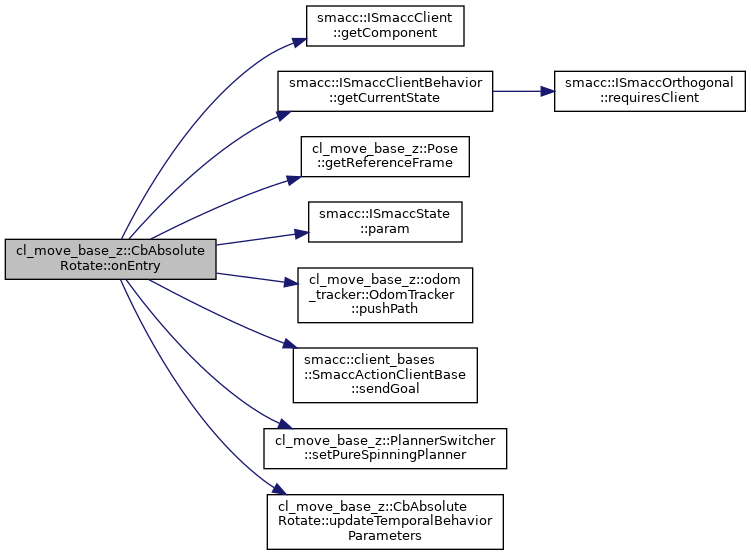 smacc::ISmaccClient
::getComponent
smacc::ISmaccClientBehavior
::getCurrentState
smacc::ISmaccOrthogonal
::requiresClient
cl_move_base_z::Pose
::getReferenceFrame
smacc::ISmaccState
::param
cl_move_base_z::CbAbsolute
Rotate::onEntry
cl_move_base_z::odom
_tracker::OdomTracker
::pushPath
smacc::client_bases
::SmaccActionClientBase
::sendGoal
cl_move_base_z::PlannerSwitcher
::setPureSpinningPlanner
cl_move_base_z::CbAbsolute
Rotate::updateTemporalBehavior
Parameters